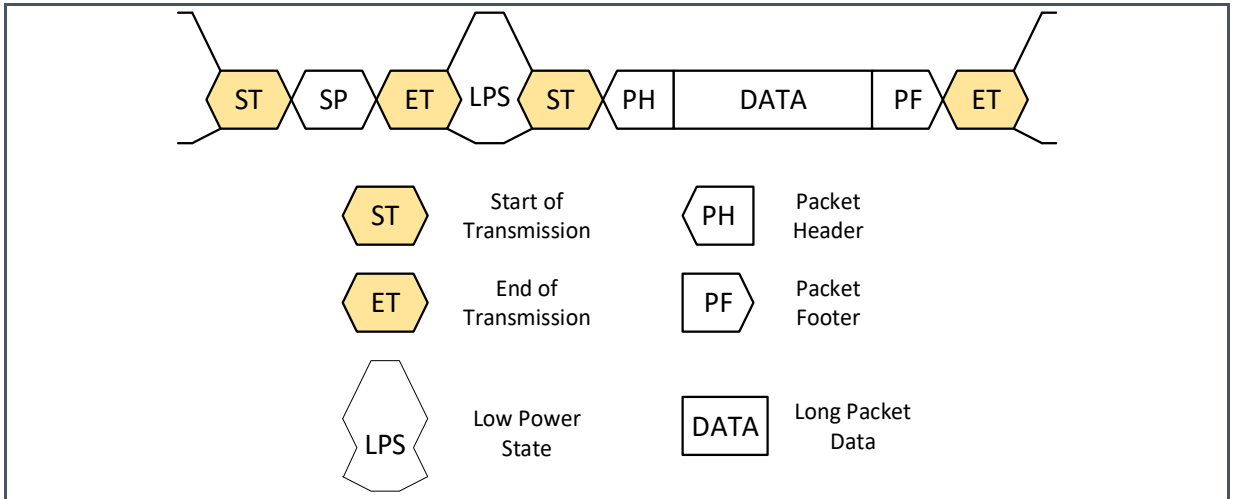 ST SP ET LPS ST PH DATA PF ET
ST Start of PH Packet
Transmission Header
ET End of PF Packet
Transmission Footer
LPS Low Power DATA Long Packet
State Data